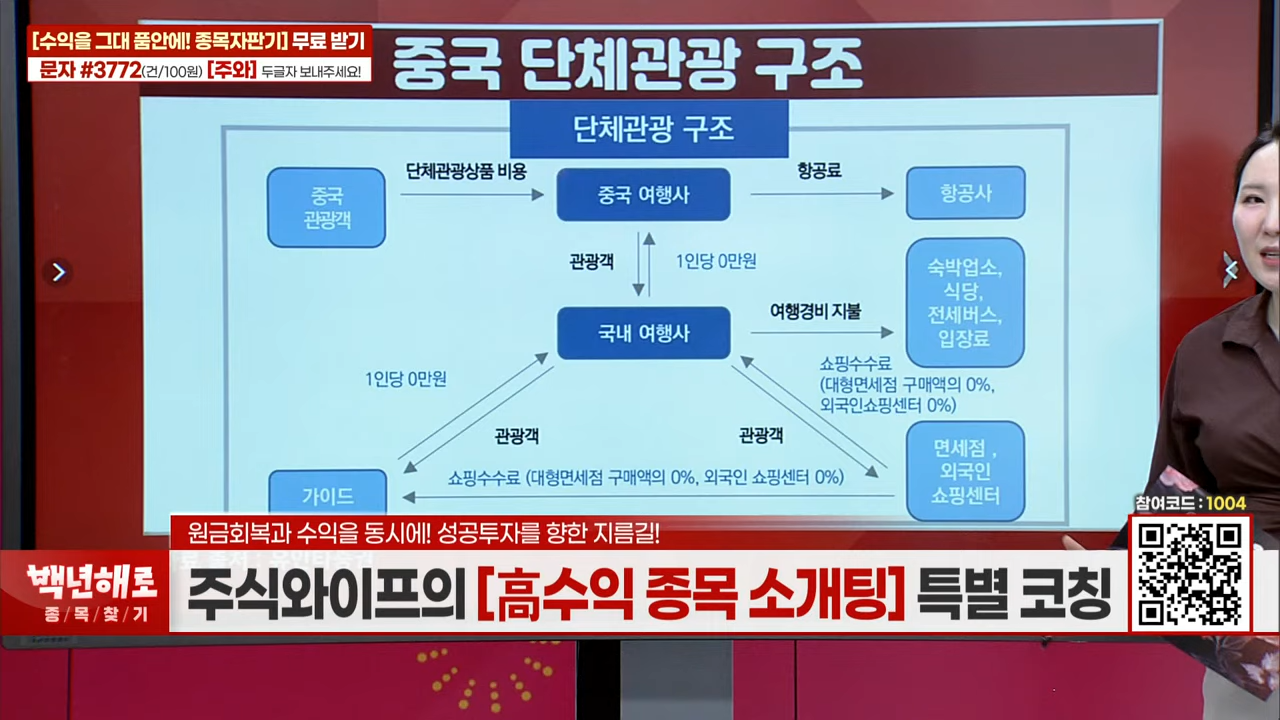 [수익을 그대 품안에! 종목자판기] 무료 받기
문자 #3772(건/100원) [주와] 두글자 보내주세요!
중국 단체관광 구조
단체관광 구조
중국
관광객
단체관광상품 비용
중국 여행사
항공료
항공사
관광객
1인당 0만원
숙박업소,
식당,
전세버스,
입장료
국내 여행사
여행경비 지불
쇼핑수수료
(대형면세점 구매액의 0%,
외국인쇼핑센터 0%)
1인당 0만원
관광객
관광객
면세점 ,
외국인
쇼핑센터
가이드
쇼핑수수료 (대형면세점 구매액의 0%, 외국인 쇼핑센터 0%)
참여코드 : 1004
원금회복과 수익을 동시에! 성공투자를 향한 지름길!
백년해로
종/목/찾/기
주식와이프의 [高수익 종목 소개팅] 특별 코칭